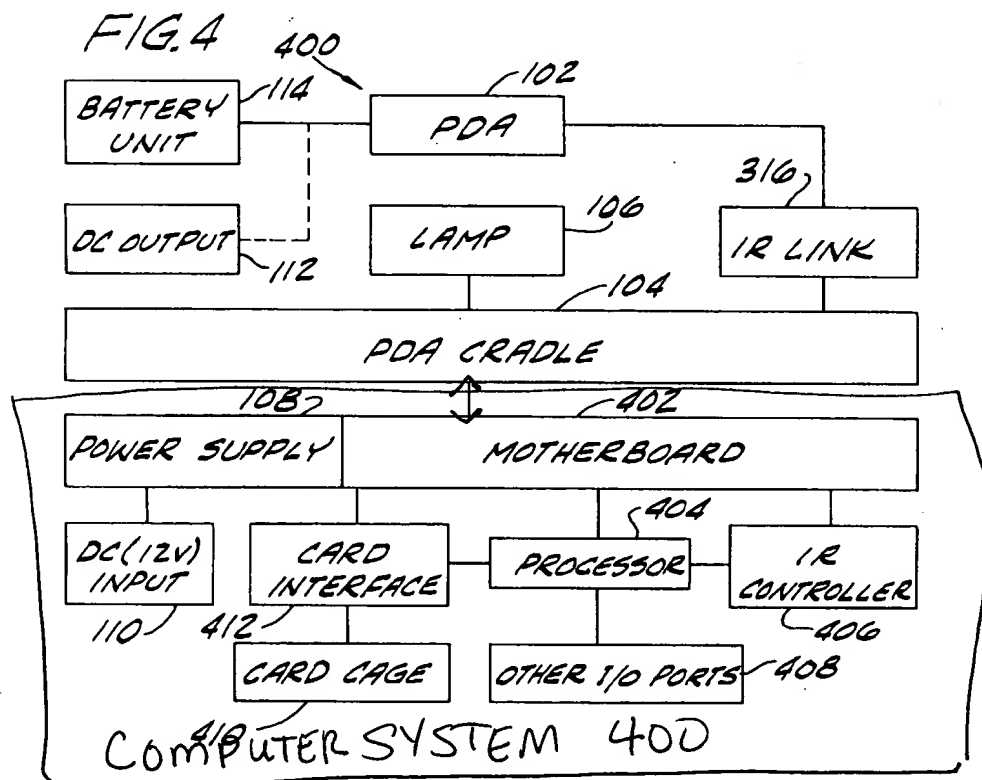 FIG. 4
400
102
114
BATTERY
UNIT
PDA
316
DC OUTPUT
112
LAMP
106
IR LINK
104
PDA CRADLE
108
402
POWER SUPPLY
MOTHERBOARD
404
DC (12V)
INPUT
110
CARD
INTERFACE
412
PROCESSOR
IR
CONTROLLER
406
CARD CAGE
OTHER I/O PORTS
408
COMPUTER SYSTEM 400